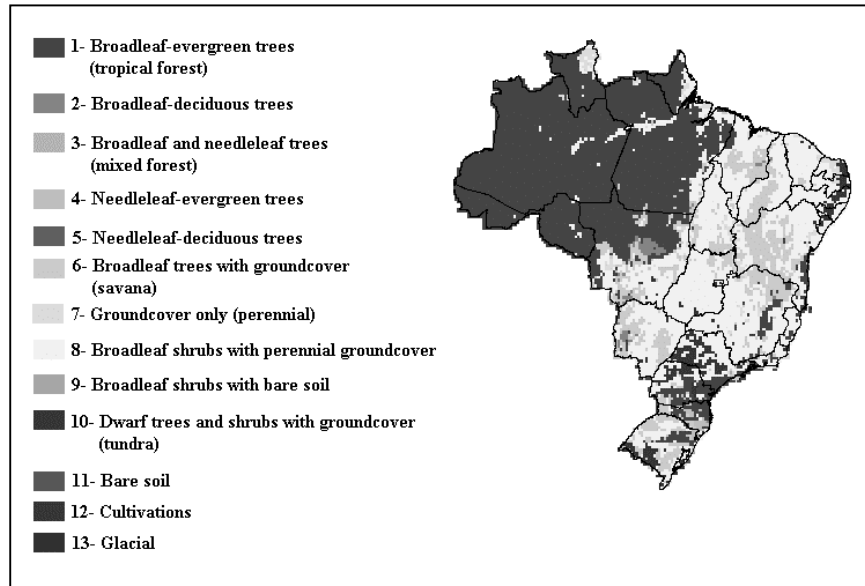 1- Broadleaf-evergreen trees
(tropical forest)
2- Broadleaf-deciduous trees
3- Broadleaf and needleleaf trees
(mixed forest)
4- Needleleaf-evergreen trees
5- Needleleaf-deciduous trees
6- Broadleaf trees with groundcover
(savana)
7- Groundcover only (perennial)
8- Broadleaf shrubs with perennial groundcover
9- Broadleaf shrubs with bare soil
10- Dwarf trees and shrubs with groundcover
(tundra)
11- Bare soil
12- Cultivations
13- Glacial